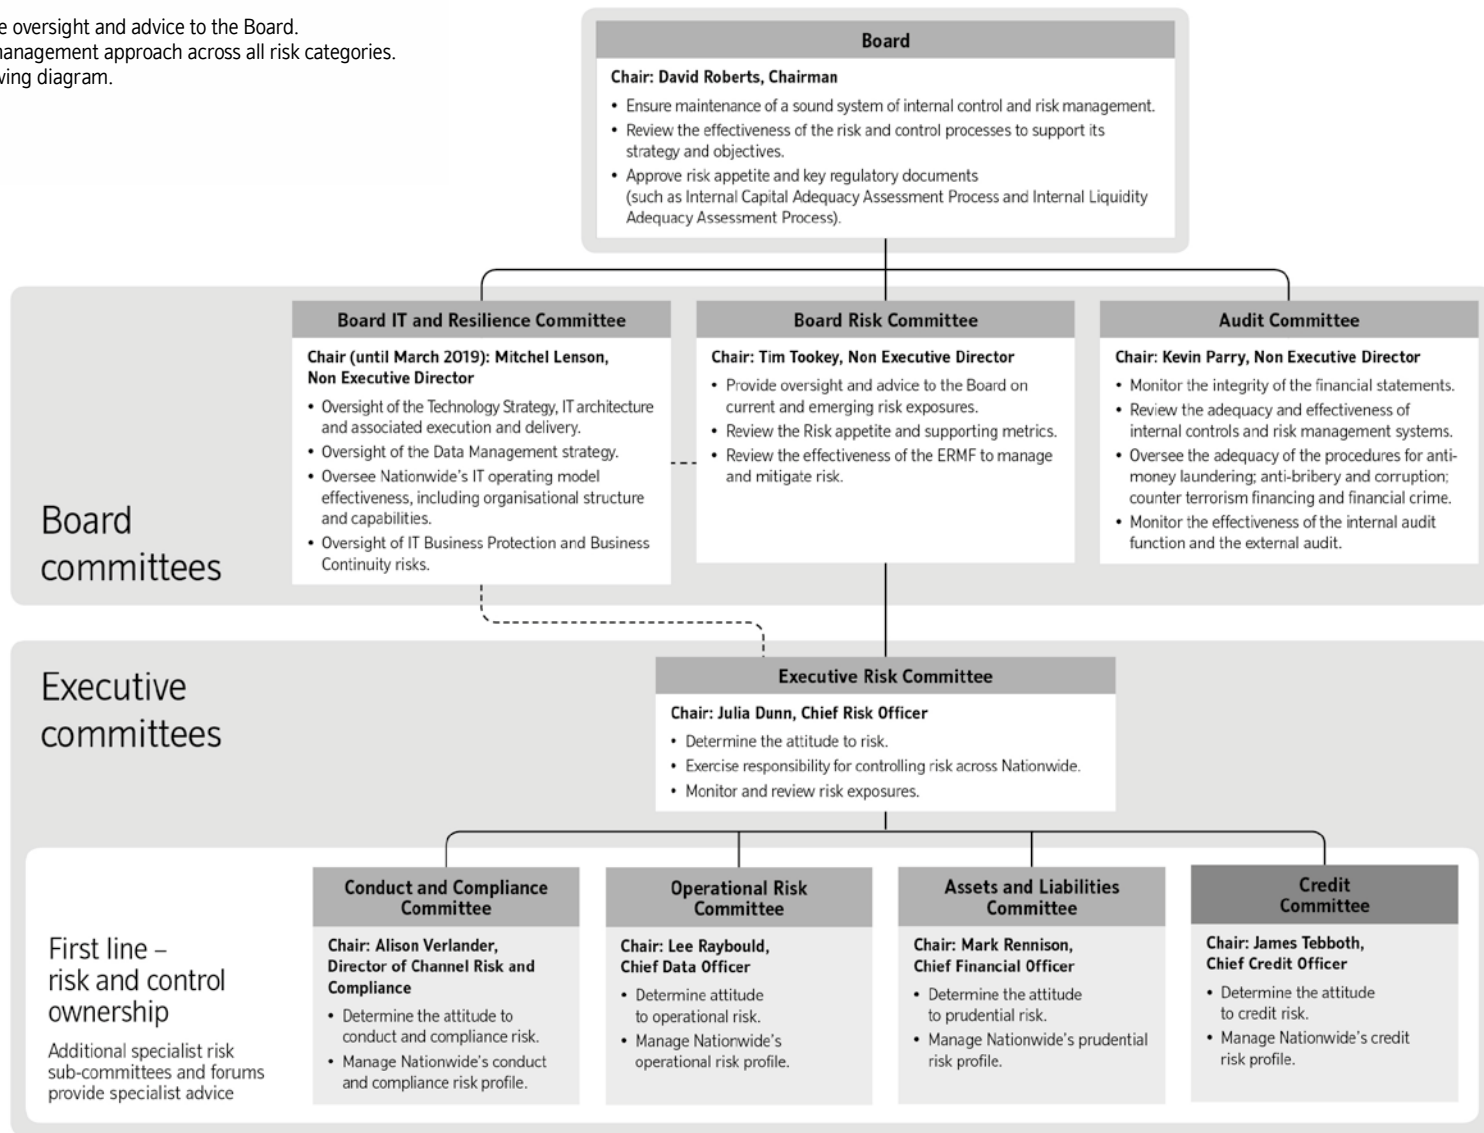 e oversight and advice to the Board.
nanagement approach across all risk categories.
wing diagram.
Board
Chair: David Roberts, Chairman
• Ensure maintenance of a sound system of internal control and risk management.
• Review the effectiveness of the risk and control processes to support its
strategy and objectives.
• Approve risk appetite and key regulatory documents
(such as Internal Capital Adequacy Assessment Process and Internal Liquidity
Adequacy Assessment Process).
Board
committees
Board IT and Resilience Committee
Chair (until March 2019): Mitchel Lenson,
Non Executive Director
• Oversight of the Technology Strategy, IT architecture
and associated execution and delivery.
• Oversight of the Data Management strategy.
• Oversee Nationwide's IT operating model
effectiveness, including organisational structure
and capabilities.
• Oversight of IT Business Protection and Business
Continuity risks.
Board Risk Committee
Chair: Tim Tookey, Non Executive Director
• Provide oversight and advice to the Board on
current and emerging risk exposures.
• Review the Risk appetite and supporting metrics.
• Review the effectiveness of the ERMF to manage
and mitigate risk.
Audit Committee
Chair: Kevin Parry, Non Executive Director
• Monitor the integrity of the financial statements.
• Review the adequacy and effectiveness of
internal controls and risk management systems.
• Oversee the adequacy of the procedures for anti-
money laundering; anti-bribery and corruption;
counter terrorism financing and financial crime.
• Monitor the effectiveness of the internal audit
function and the external audit.
Executive
committees
Executive Risk Committee
Chair: Julia Dunn, Chief Risk Officer
• Determine the attitude to risk.
• Exercise responsibility for controlling risk across Nationwide.
• Monitor and review risk exposures.
First line –
risk and control
ownership
Additional specialist risk
sub-committees and forums
provide specialist advice
Conduct and Compliance
Committee
Chair: Alison Verlander,
Director of Channel Risk and
Compliance
• Determine the attitude to
conduct and compliance risk.
• Manage Nationwide's conduct
and compliance risk profile.
Operational Risk
Committee
Chair: Lee Raybould,
Chief Data Officer
• Determine attitude
to operational risk.
• Manage Nationwide's
operational risk profile.
Assets and Liabilities
Committee
Chair: Mark Rennison,
Chief Financial Officer
• Determine the attitude
to prudential risk.
• Manage Nationwide's prudential
risk profile.
Credit
Committee
Chair: James Tebboth,
Chief Credit Officer
• Determine the attitude
to credit risk.
• Manage Nationwide's credit
risk profile.